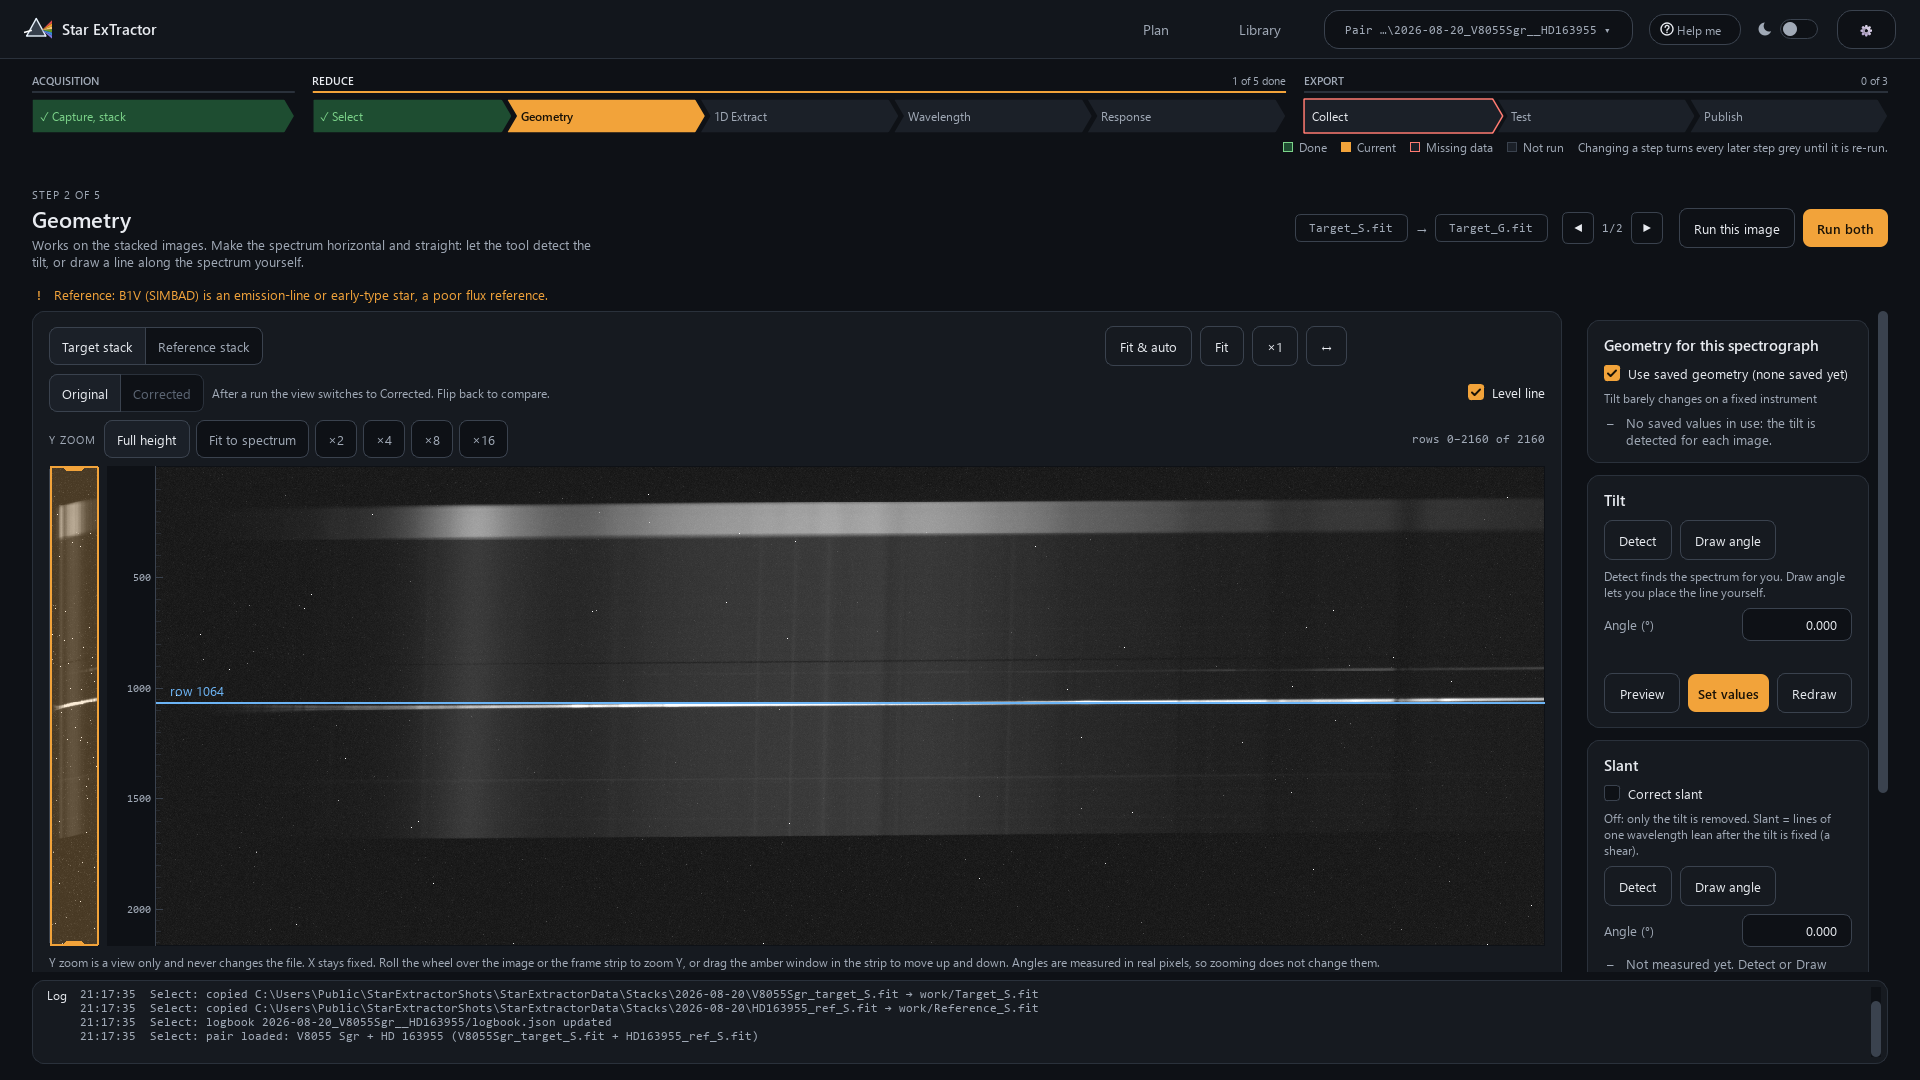 Star ExTractor
Plan
Library
Pair …\2026-08-20_V8055Sgr__HD163955 ▾
Help me
ACQUISITION
REDUCE
1 of 5 done
EXPORT
0 of 3
✓ Capture, stack
✓ Select
Geometry
1D Extract
Wavelength
Response
Collect
Test
Publish
Done
Current
Missing data
Not run
Changing a step turns every later step grey until it is re-run.
STEP 2 OF 5
Geometry
Works on the stacked images. Make the spectrum horizontal and straight: let the tool detect the
tilt, or draw a line along the spectrum yourself.
Target_S.fit → Target_G.fit
◀ 1/2 ▶
Run this image
Run both
! Reference: B1V (SIMBAD) is an emission-line or early-type star, a poor flux reference.
Target stack
Reference stack
Fit & auto
Fit
×1
↔
Original
Corrected
After a run the view switches to Corrected. Flip back to compare.
Level line
Y ZOOM
Full height
Fit to spectrum
×2
×4
×8
×16
rows 0–2160 of 2160
500
1000
row 1064
1500
2000
Y zoom is a view only and never changes the file. X stays fixed. Roll the wheel over the image or the frame strip to zoom Y, or drag the amber window in the strip to move up and down. Angles are measured in real pixels, so zooming does not change them.
Geometry for this spectrograph
Use saved geometry (none saved yet)
Tilt barely changes on a fixed instrument
– No saved values in use: the tilt is
detected for each image.
Tilt
Detect
Draw angle
Detect finds the spectrum for you. Draw angle
lets you place the line yourself.
Angle (°)
0.000
Preview
Set values
Redraw
Slant
Correct slant
Off: only the tilt is removed. Slant = lines of
one wavelength lean after the tilt is fixed (a
shear).
Detect
Draw angle
Angle (°)
0.000
– Not measured yet. Detect or Draw
Log
21:17:35 Select: copied C:\Users\Public\StarExtractorShots\StarExtractorData\Stacks\2026-08-20\V8055Sgr_target_S.fit → work/Target_S.fit
21:17:35 Select: copied C:\Users\Public\StarExtractorShots\StarExtractorData\Stacks\2026-08-20\HD163955_ref_S.fit → work/Reference_S.fit
21:17:35 Select: logbook 2026-08-20_V8055Sgr__HD163955/logbook.json updated
21:17:35 Select: pair loaded: V8055 Sgr + HD 163955 (V8055Sgr_target_S.fit + HD163955_ref_S.fit)